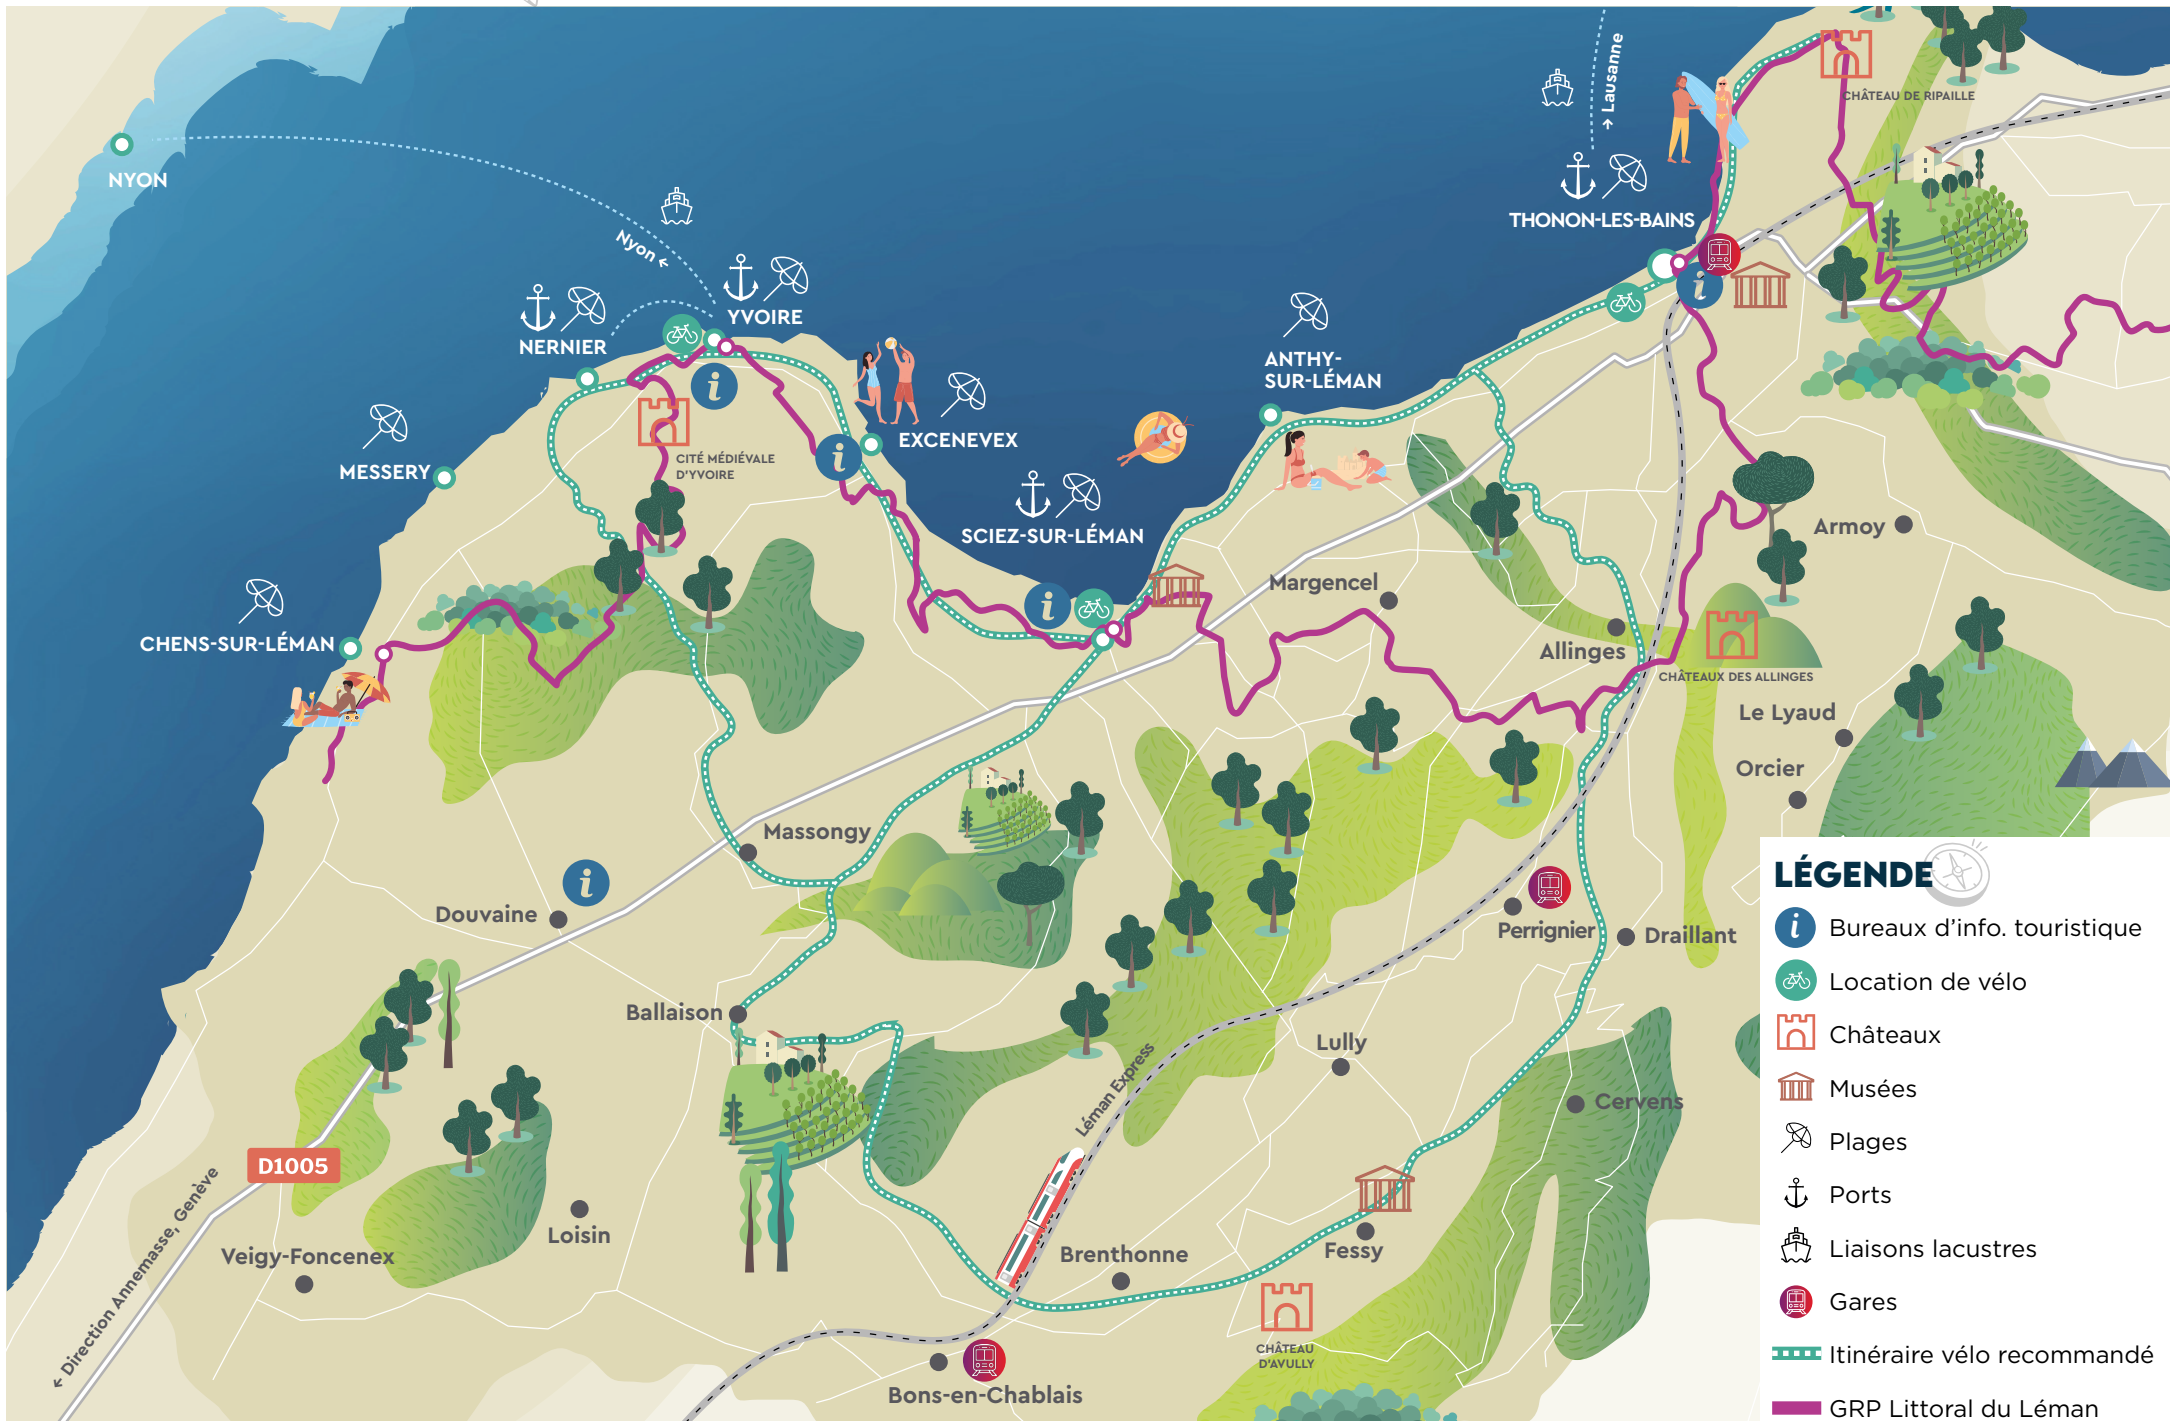 → Lausanne
CHÂTEAU DE RIPAILLE
NYON
THONON-LES-BAINS
Nyon ←
YVOIRE
NERNIER
ANTHY-
SUR-LÉMAN
EXCENEVEX
CITÉ MÉDIÉVALE
D'YVOIRE
MESSERY
SCIEZ-SUR-LÉMAN
Armoy
Margencel
CHENS-SUR-LÉMAN
Allinges
CHÂTEAUX DES ALLINGES
Le Lyaud
Orcier
Massongy
Douvaine
Perrignier
Draillant
Ballaison
Lully
Léman Express
Cervens
D1005
Loisin
Veigy-Foncenex
Brenthonne
Fessy
← Direction Annemasse, Genève
CHÂTEAU
D'AVULLY
Bons-en-Chablais
LÉGENDE
i Bureaux d'info. touristique
Location de vélo
Châteaux
Musées
Plages
Ports
Liaisons lacustres
Gares
Itinéraire vélo recommandé
GRP Littoral du Léman